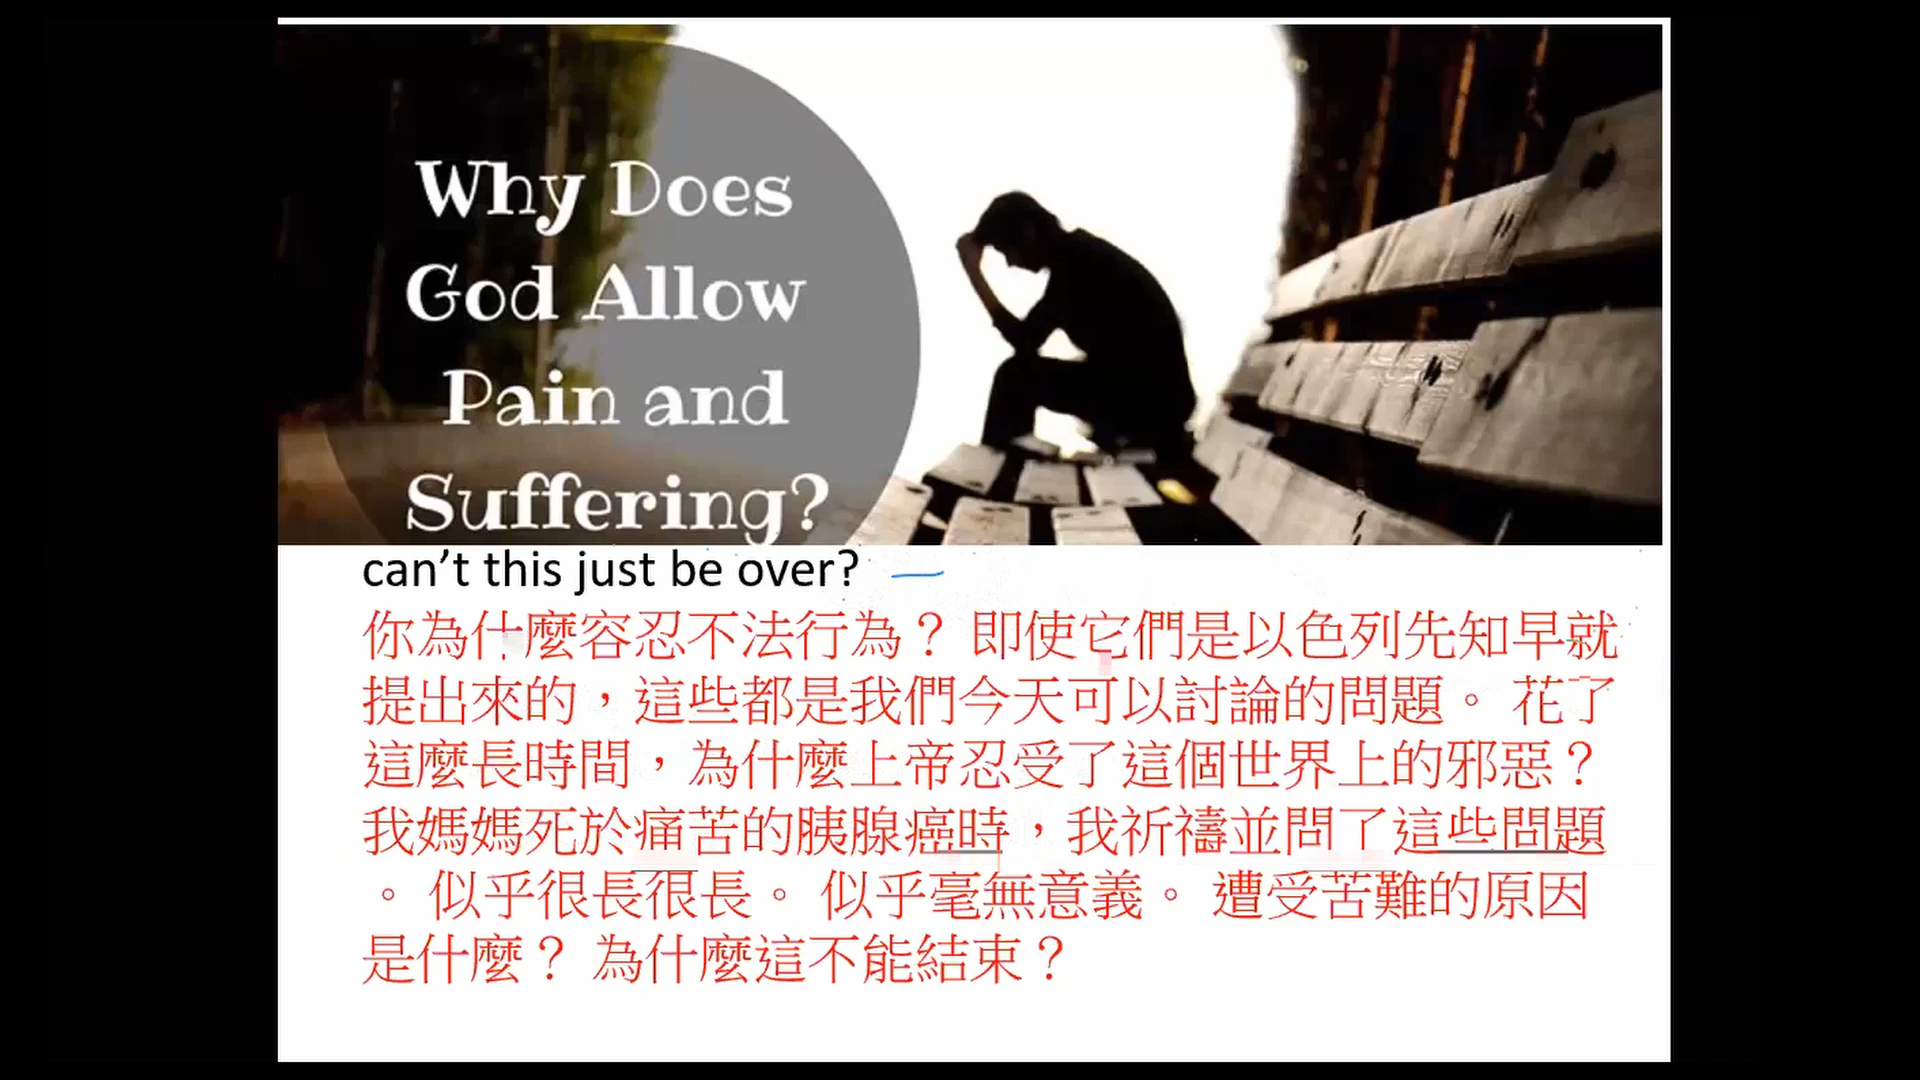 Why Does
God Allow
Pain and
Suffering?
can't this just be over?
你為什麼容忍不法行為？ 即使它們是以色列先知早就
提出來的，這些都是我們今天可以討論的問題。 花了
這麼長時間，為什麼上帝忍受了這個世界上的邪惡？
我媽媽死於痛苦的胰腺癌時，我祈禱並問了這些問題
。 似乎很長很長。 似乎毫無意義。 遭受苦難的原因
是什麼？ 為什麼這不能結束？